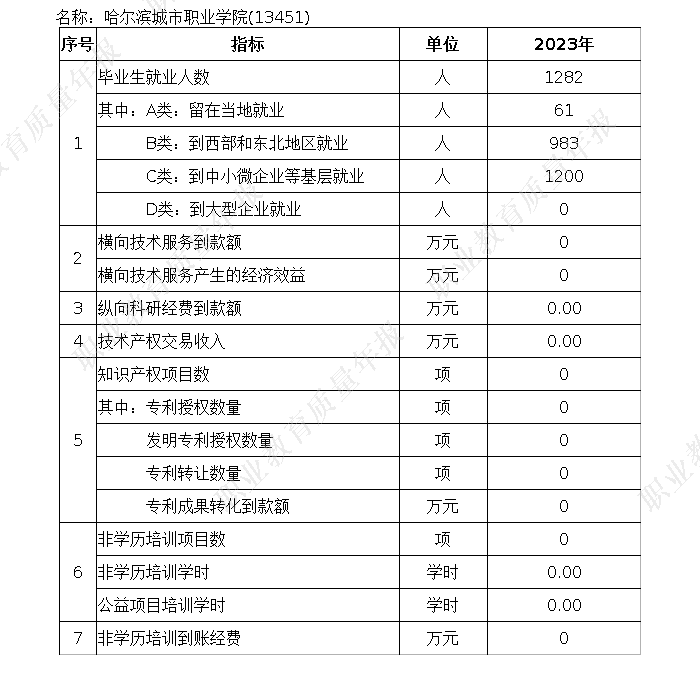 名称：哈尔滨城市职业学院(13451)
序号 指标 单位 2023年
1 毕业生就业人数 人 1282
其中：A类：留在当地就业 人 61
B类：到西部和东北地区就业 人 983
C类：到中小微企业等基层就业 人 1200
D类：到大型企业就业 人 0
2 横向技术服务到款额 万元 0
横向技术服务产生的经济效益 万元 0
3 纵向科研经费到款额 万元 0.00
4 技术产权交易收入 万元 0.00
5 知识产权项目数 项 0
其中：专利授权数量 项 0
发明专利授权数量 项 0
专利转让数量 项 0
专利成果转化到款额 万元 0
6 非学历培训项目数 项 0
非学历培训学时 学时 0.00
公益项目培训学时 学时 0.00
7 非学历培训到账经费 万元 0
职业教育质量年报